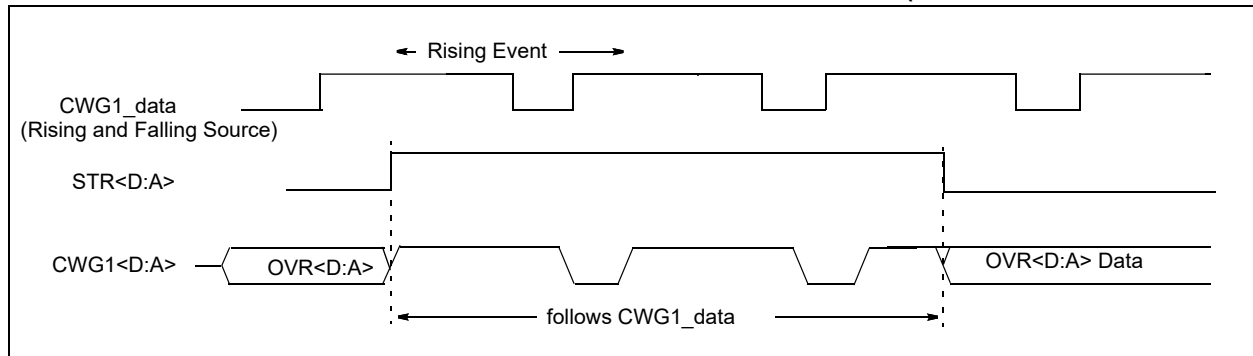 Rising Event
CWG1_data
(Rising and Falling Source)
STR<D:A>
CWG1<D:A>
OVR<D:A>
OVR<D:A> Data
follows CWG1_data